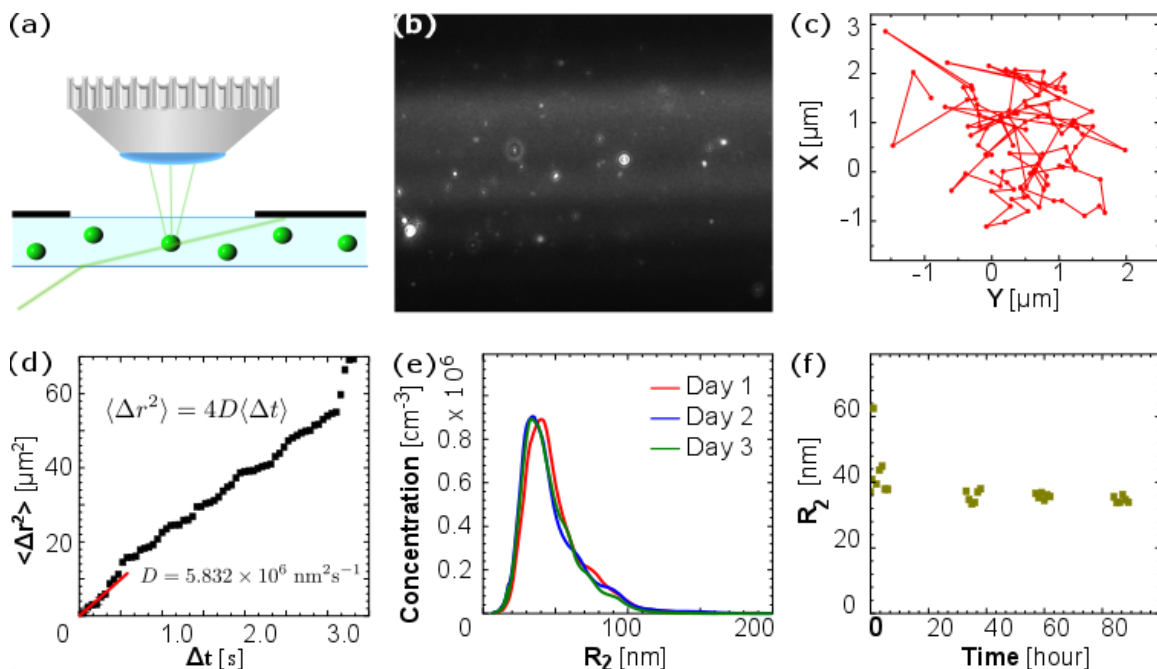 (a)
(b)
(c)
3
2
1
0
-1
X [µm]
-1 0 1 2
Y [µm]
(d)
60
40
20
<Δr²> [µm²]
⟨Δr²⟩ = 4D⟨Δt⟩
D = 5.832 × 10⁶ nm²s⁻¹
0 1.0 2.0 3.0
Δt [s]
(e)
Concentration [cm⁻³]
x 10⁶
0.8
0.6
0.4
0.2
0
Day 1
Day 2
Day 3
0 100 200
R₂ [nm]
(f)
60
40
20
0
R₂
[nm]
0 20 40 60 80
Time [hour]